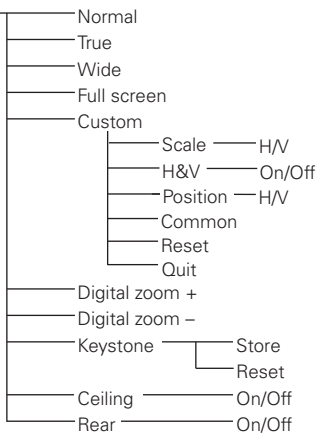 Normal
True
Wide
Full screen
Custom
Scale H/V
H&V On/Off
Position H/V
Common
Reset
Quit
Digital zoom +
Digital zoom –
Keystone Store
Reset
Ceiling On/Off
Rear On/Off